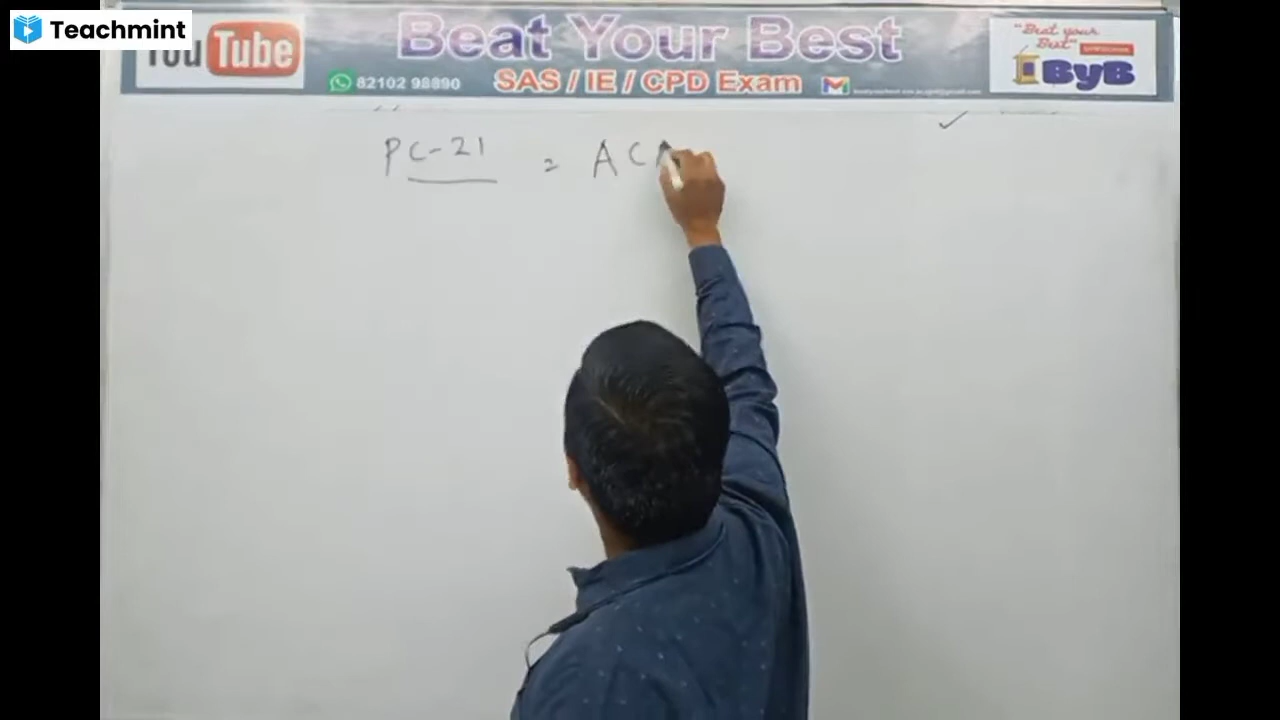 Teachmint
YouTube
Beat Your Best
82102 98890
SAS / IE / CPD Exam
"Beat your
Best"
ByB
PC-21 = AC